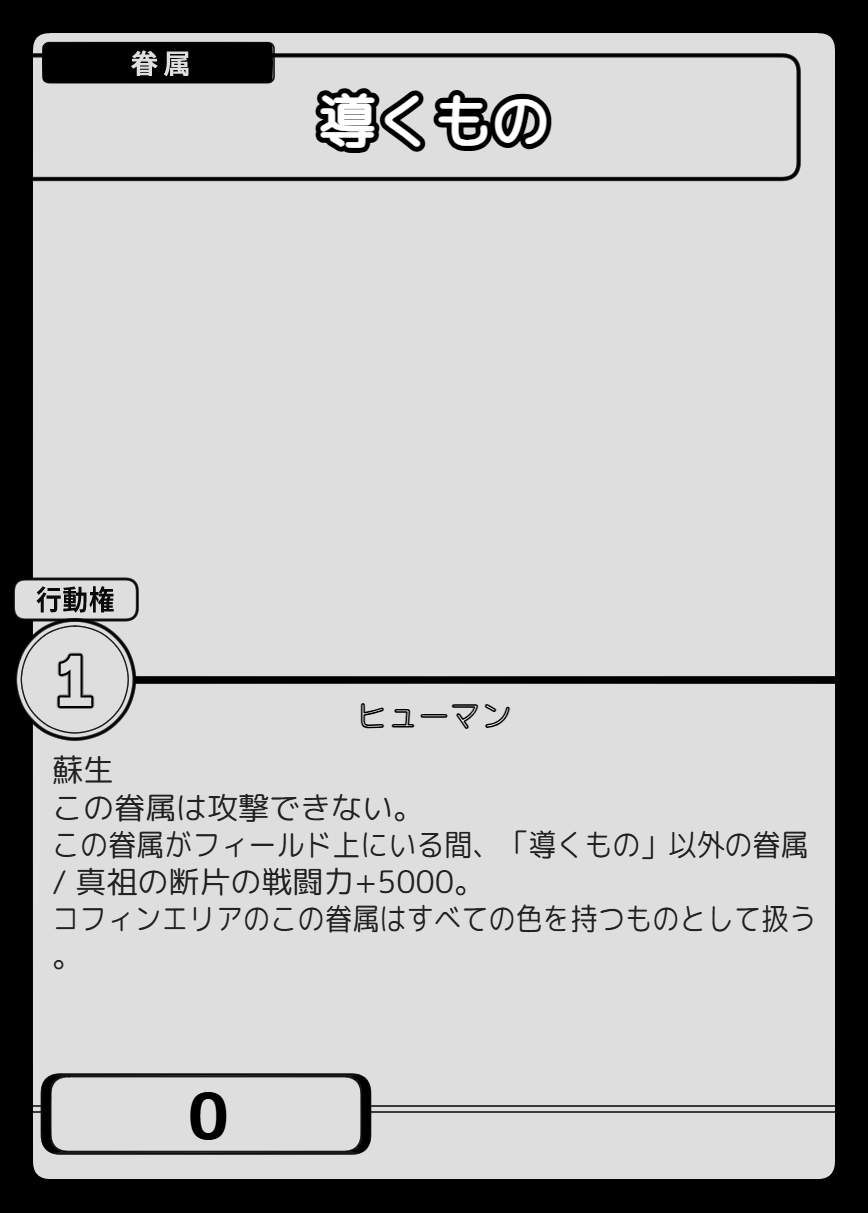 眷属
導くもの
行動権
1
ヒューマン
蘇生
この眷属は攻撃できない。
この眷属がフィールド上にいる間、「導くもの」以外の眷属
/ 真祖の断片の戦闘力+5000。
コフィンエリアのこの眷属はすべての色を持つものとして扱う
。
0